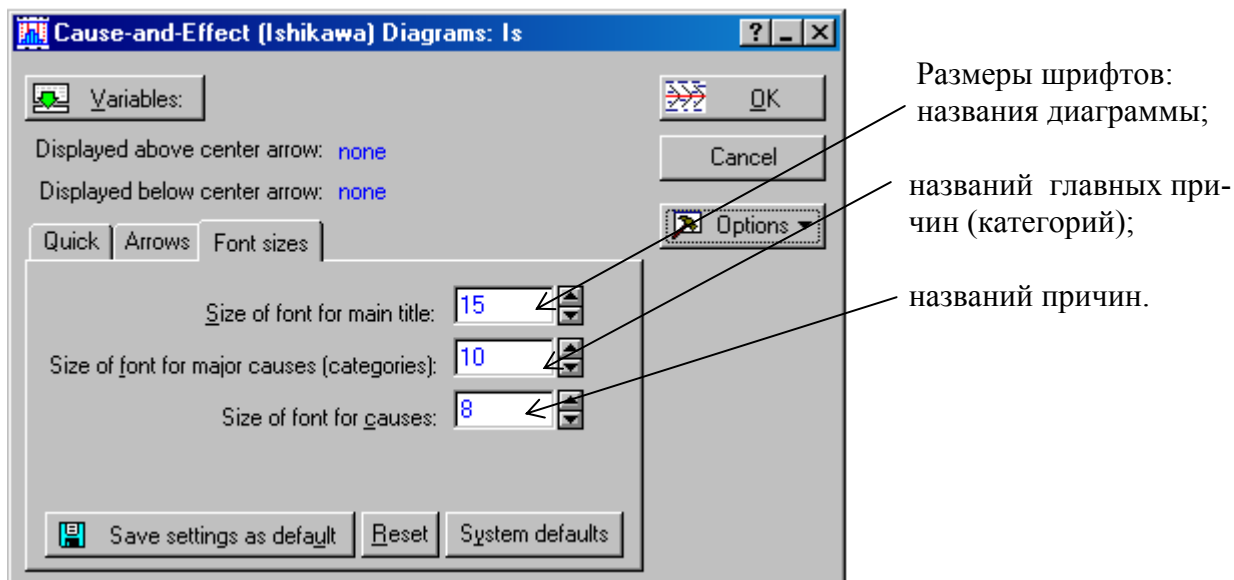 Cause-and-Effect (Ishikawa) Diagrams: Is
Variables:
OK
Displayed above center arrow: none
Cancel
Displayed below center arrow: none
Options
Quick
Arrows
Font sizes
Size of font for main title: 15
Size of font for major causes (categories): 10
Size of font for causes: 8
Save settings as default
Reset
System defaults
Размеры шрифтов:
названия диаграммы;
названий главных при-
чин (категорий);
названий причин.